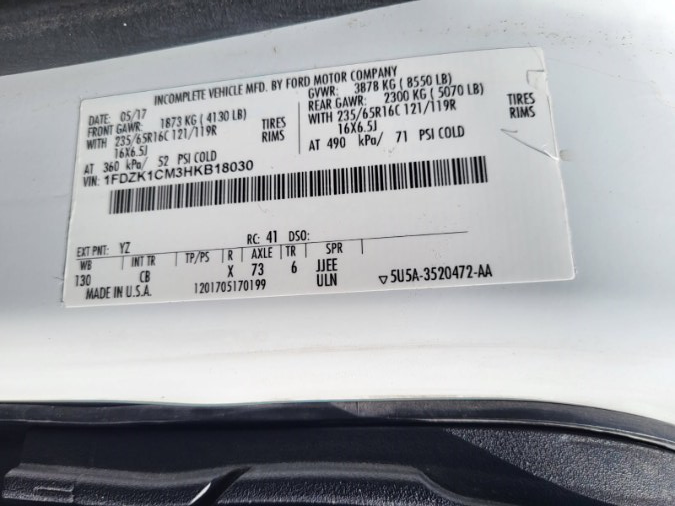 INCOMPLETE VEHICLE MFD. BY FORD MOTOR COMPANY
DATE: 05/17 GVWR: 3878 KG ( 8550 LB)
FRONT GAWR: 1873 KG ( 4130 LB) REAR GAWR: 2300 KG ( 5070 LB)
WITH 235/65R16C 121/119R TIRES WITH 235/65R16C 121/119R TIRES
16X6.5J RIMS 16X6.5J RIMS
AT 360 kPa/ 52 PSI COLD AT 490 kPa/ 71 PSI COLD
VIN: 1FDZK1CM3HKB18030
EXT PNT: YZ RC: 41 DSO:
WB INT TR TP/PS R AXLE TR SPR
130 CB X 73 6 JJEE
MADE IN U.S.A. 1201705170199 ULN ▽5U5A-3520472-AA